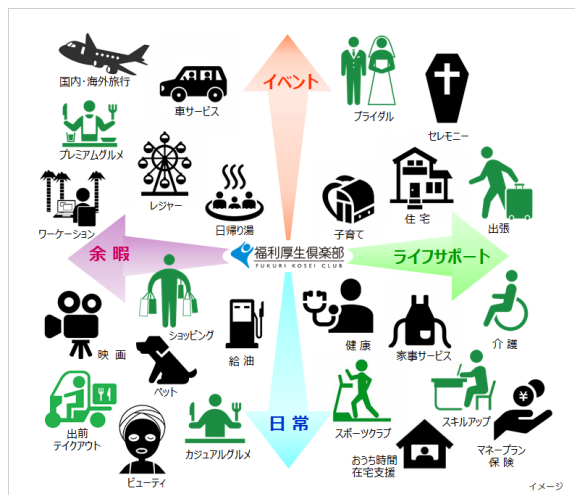 イベント
国内・海外旅行
車サービス
ブライダル
セレモニー
プレミアムグルメ
レジャー
ワーケーション
日帰り湯
子育て
住宅
出張
余暇
福利厚生倶楽部
FUKURI KOSEI CLUB
ライフサポート
ショッピング
映画
ペット
給油
健康
家事サービス
介護
出前
テイクアウト
ビューティ
カジュアルグルメ
日常
スポーツクラブ
おうち時間
在宅支援
スキルアップ
¥
マネープラン
保険
イメージ